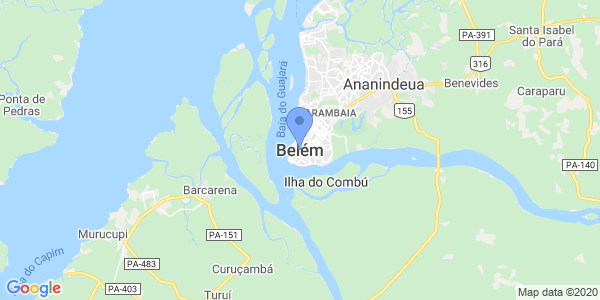 PA-391
Santa Isabel
do Pará
316
Ananindeua
Benevides
Caraparu
Ponta de
Pedras
Baía do Guajará
ARAMBAIA
155
Belém
PA-140
Ilha do Combú
Barcarena
Murucupi
PA-151
PA-483
Curuçambá
a do Capim
PA-403
Turuí
Google
Map data ©2020